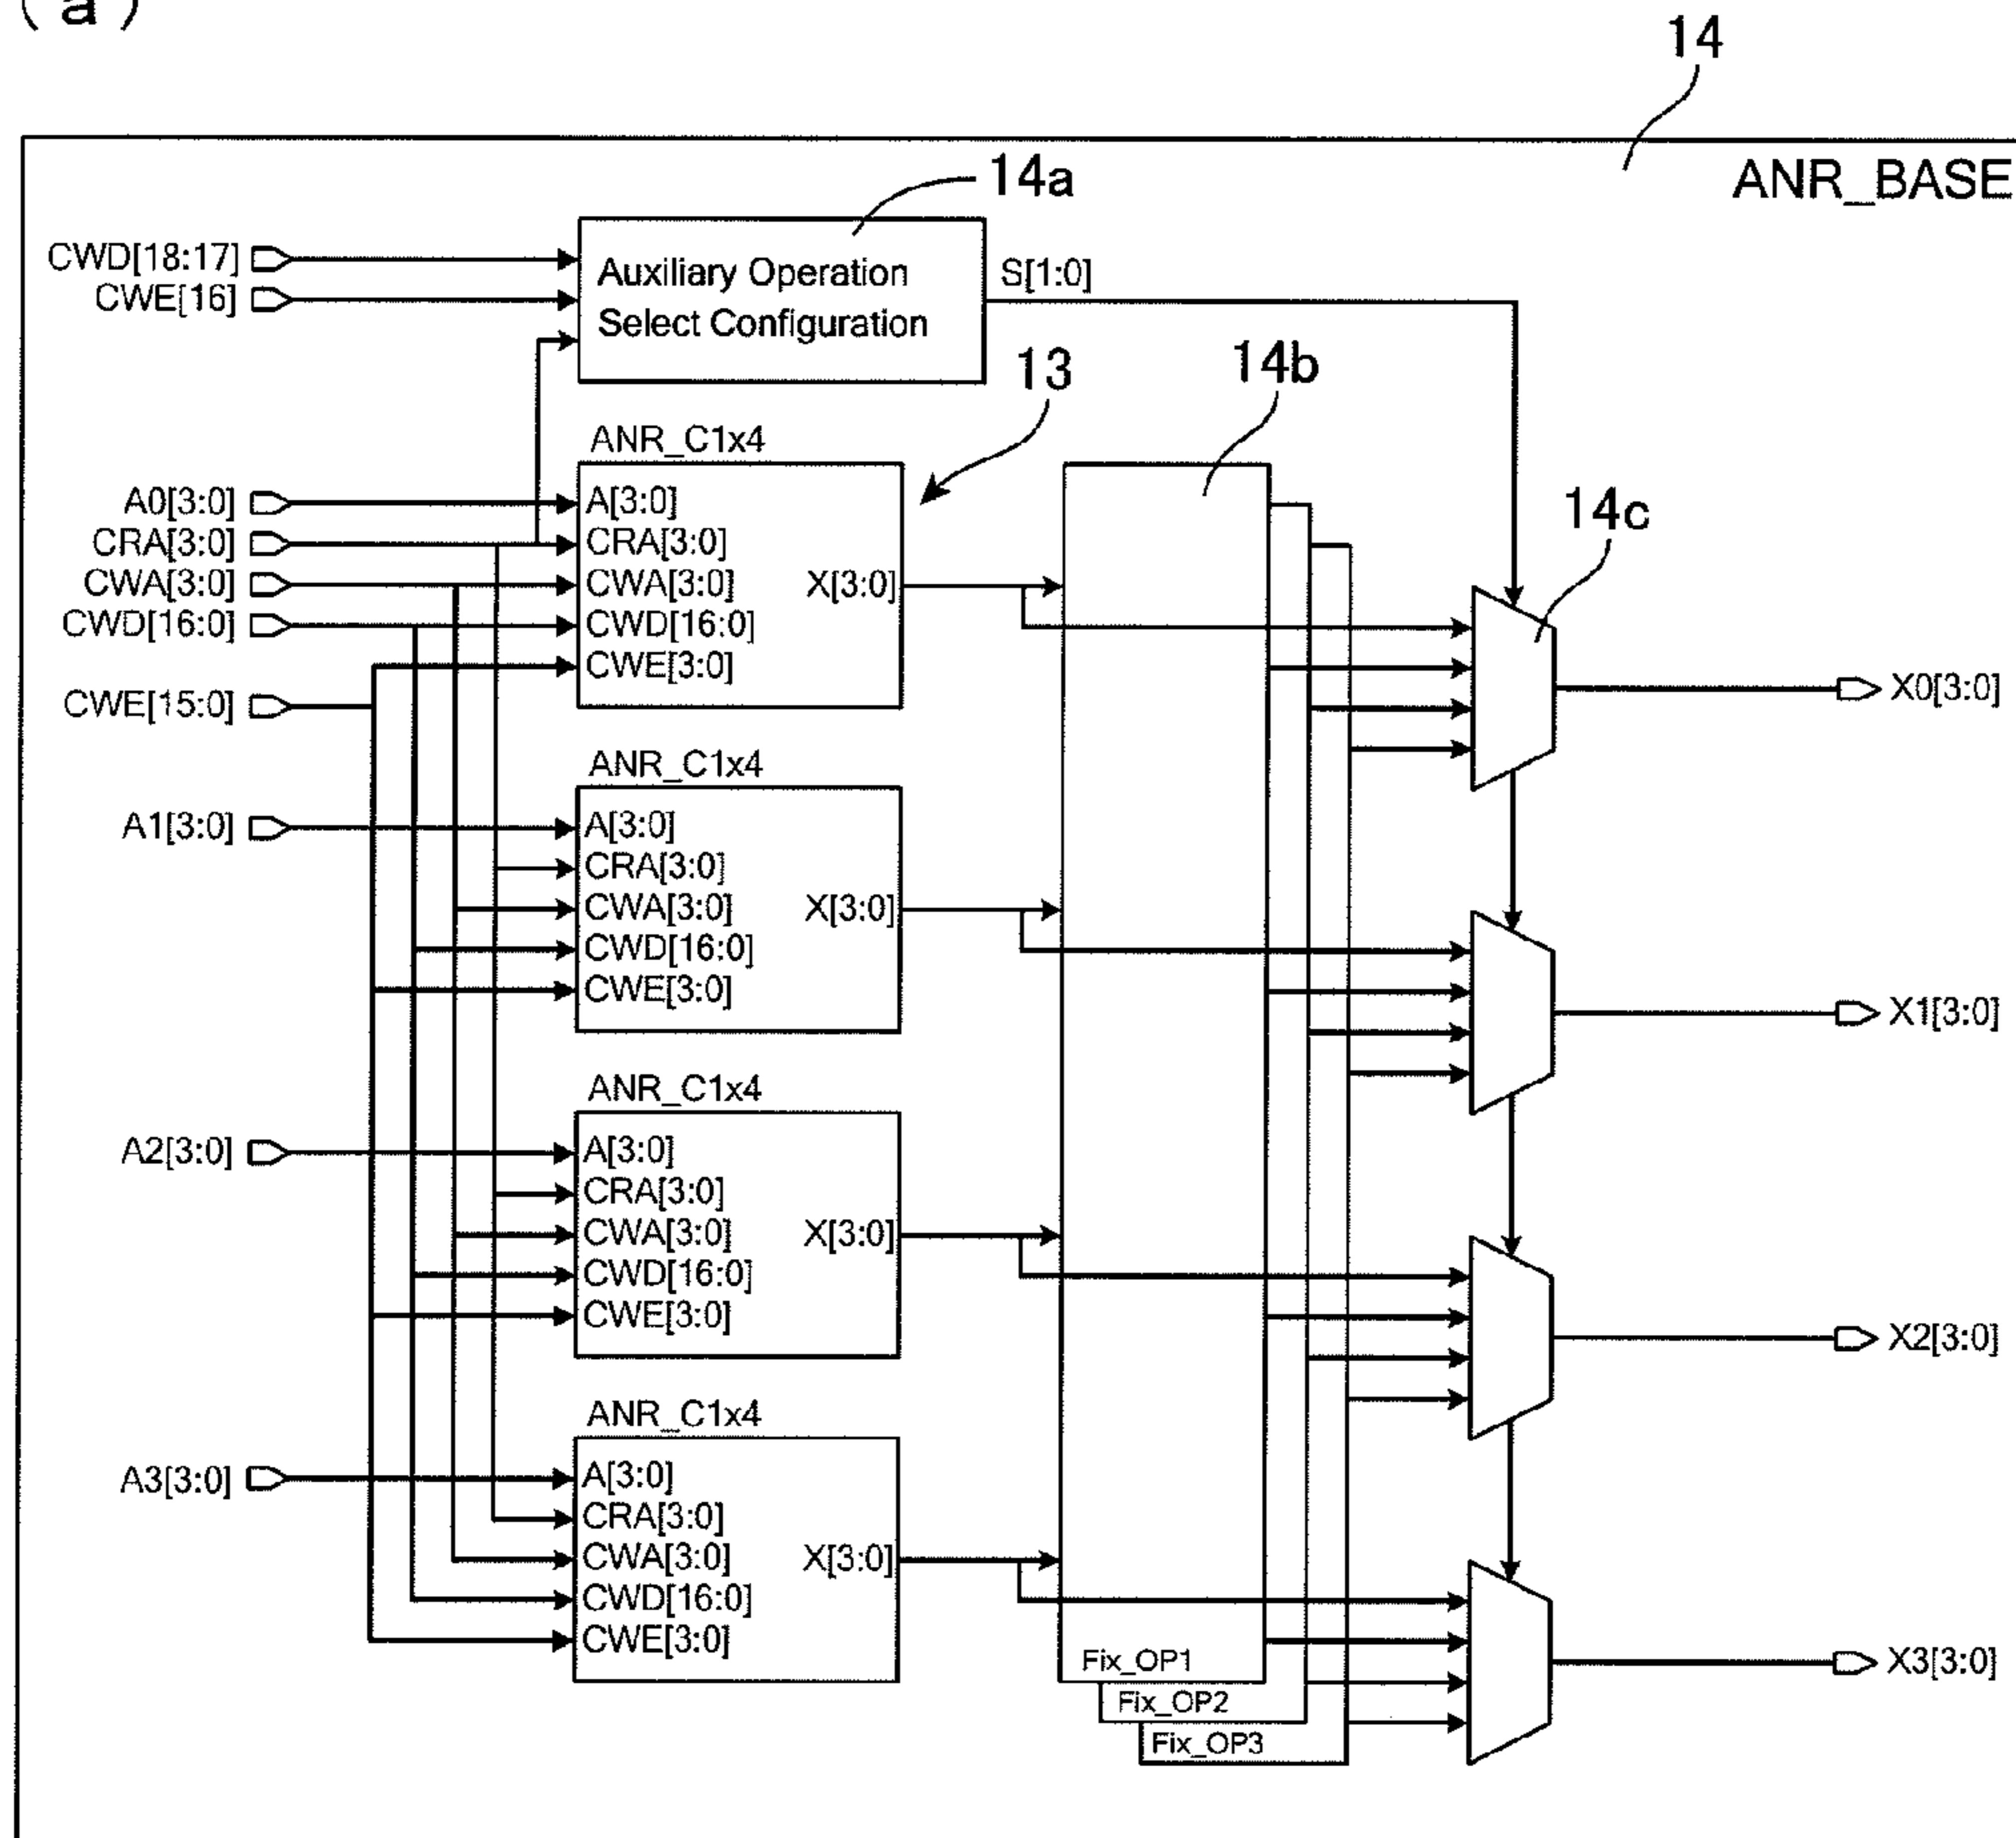 (a)
14
ANR_BASE
14a
CWD[18:17]
CWE[16]
Auxiliary Operation
Select Configuration
S[1:0]
13
14b
14c
ANR_C1x4
A0[3:0]
CRA[3:0]
CWA[3:0]
CWD[16:0]
CWE[15:0]
A[3:0]
CRA[3:0]
CWA[3:0]
CWD[16:0]
CWE[3:0]
X[3:0]
X0[3:0]
ANR_C1x4
A1[3:0]
A[3:0]
CRA[3:0]
CWA[3:0]
CWD[16:0]
CWE[3:0]
X[3:0]
X1[3:0]
ANR_C1x4
A2[3:0]
A[3:0]
CRA[3:0]
CWA[3:0]
CWD[16:0]
CWE[3:0]
X[3:0]
X2[3:0]
ANR_C1x4
A3[3:0]
A[3:0]
CRA[3:0]
CWA[3:0]
CWD[16:0]
CWE[3:0]
X[3:0]
X3[3:0]
Fix_OP1
Fix_OP2
Fix_OP3